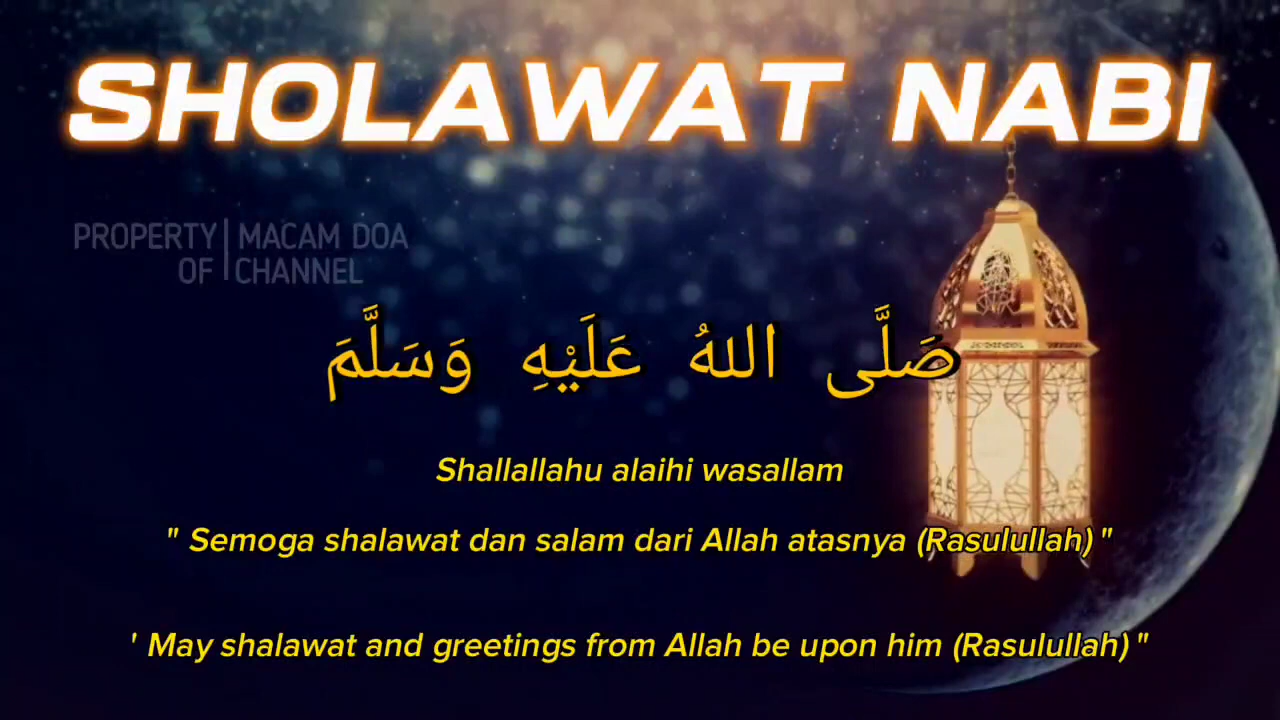 SHOLAWAT NABI
PROPERTY MACAM DOA
OF CHANNEL
صَلَّى اللهُ عَلَيْهِ وَسَلَّمَ
Shallallahu alaihi wasallam
" Semoga shalawat dan salam dari Allah atasnya (Rasulullah) "
' May shalawat and greetings from Allah be upon him (Rasulullah) "